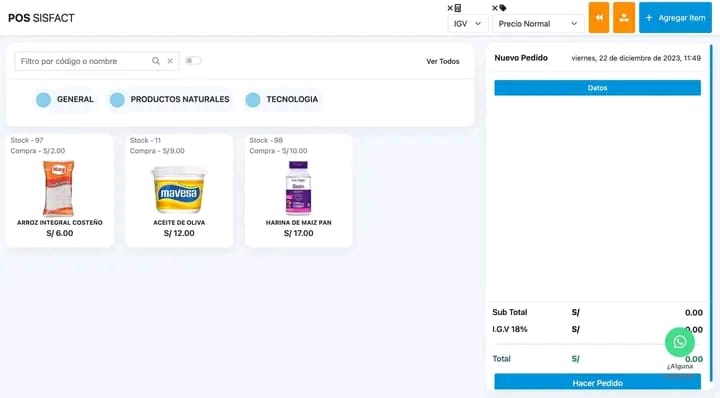 POS SISFACT
IGV
Precio Normal
Agregar Item
Filtro por código o nombre
Ver Todos
GENERAL
PRODUCTOS NATURALES
TECNOLOGIA
Stock - 97
Compra - S/2.00
ARROZ INTEGRAL COSTEÑO
S/ 6.00
Stock - 11
Compra - S/9.00
mavesa
ACEITE DE OLIVA
S/ 12.00
Stock - 98
Compra - S/10.00
Biotin
HARINA DE MAIZ PAN
S/ 17.00
Nuevo Pedido
viernes, 22 de diciembre de 2023, 11:49
Datos
Sub Total S/ 0.00
I.G.V 18% S/ 0.00
Total S/ 0.00
¿Alguna
Hacer Pedido